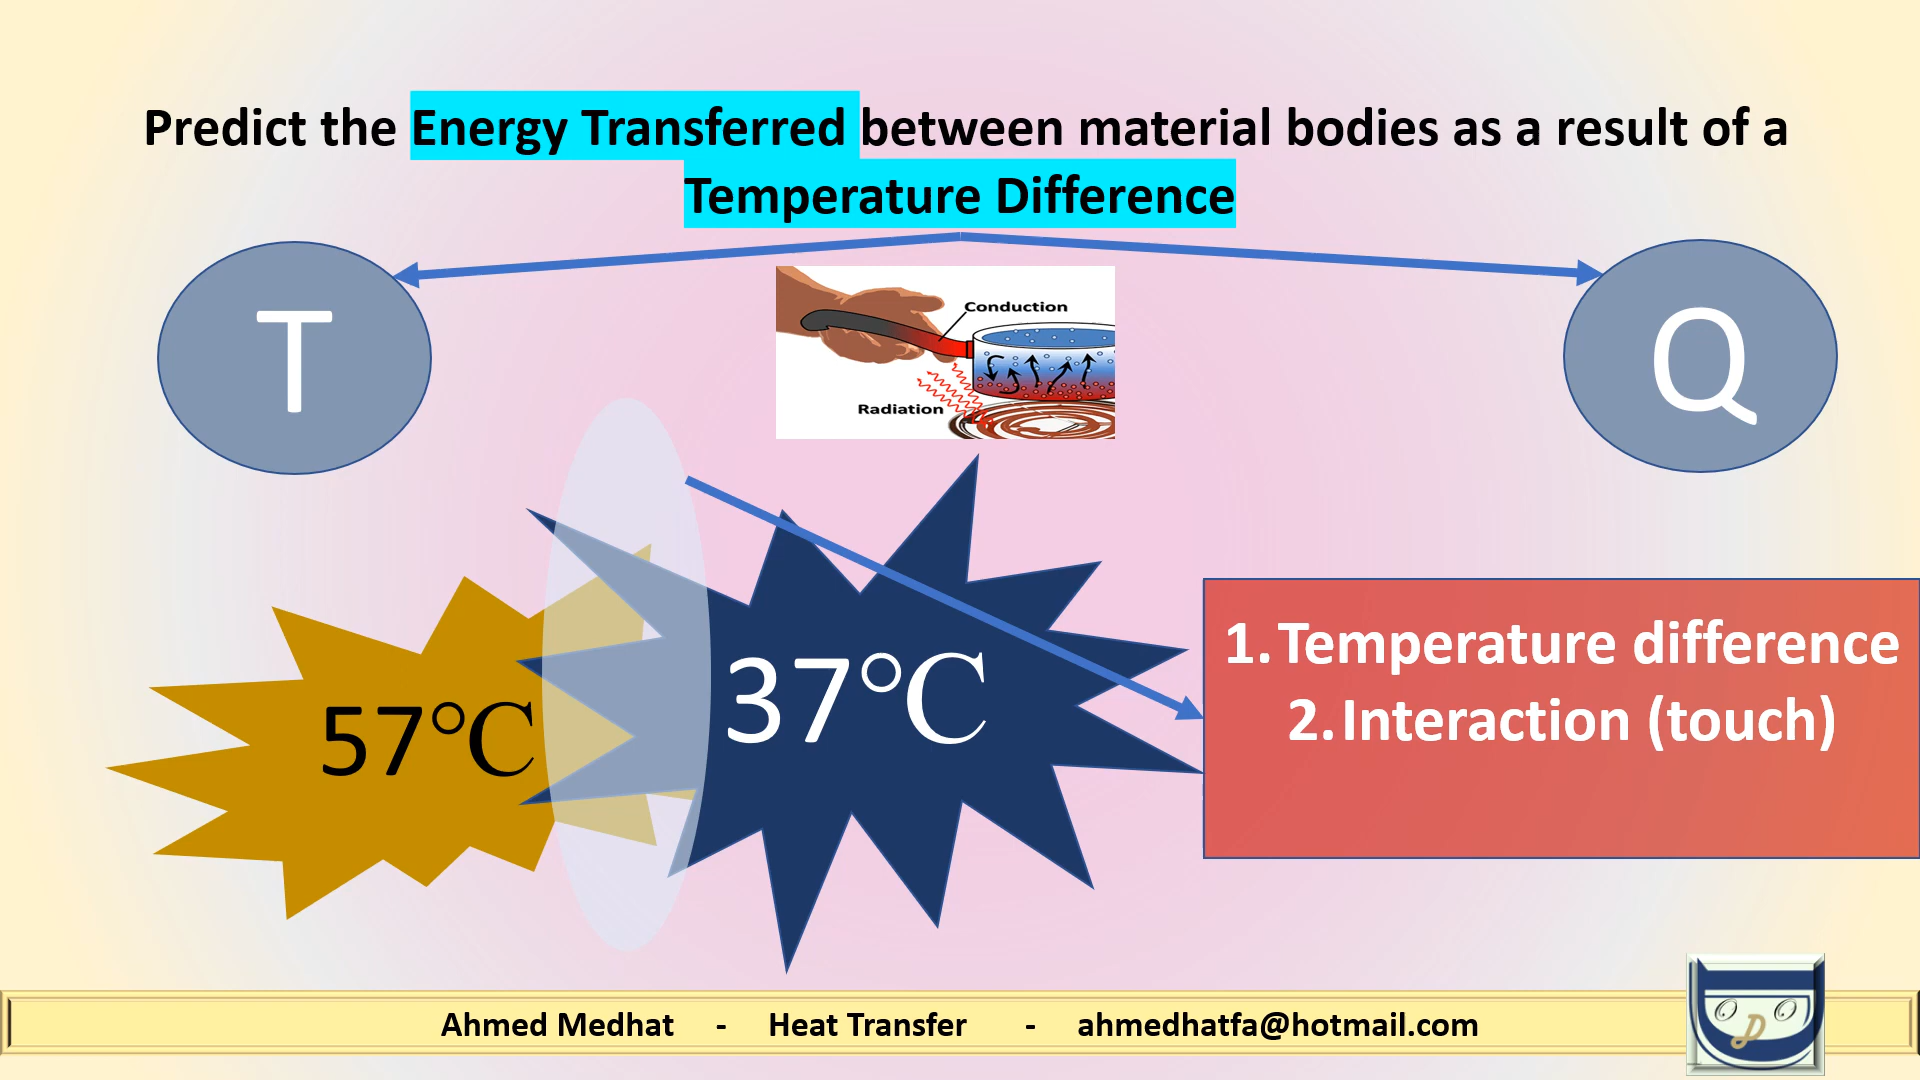 Predict the Energy Transferred between material bodies as a result of a
Temperature Difference
T
Q
Conduction
Radiation
57℃
37℃
1. Temperature difference
2. Interaction (touch)
Ahmed Medhat - Heat Transfer - ahmedhatfa@hotmail.com
O D O